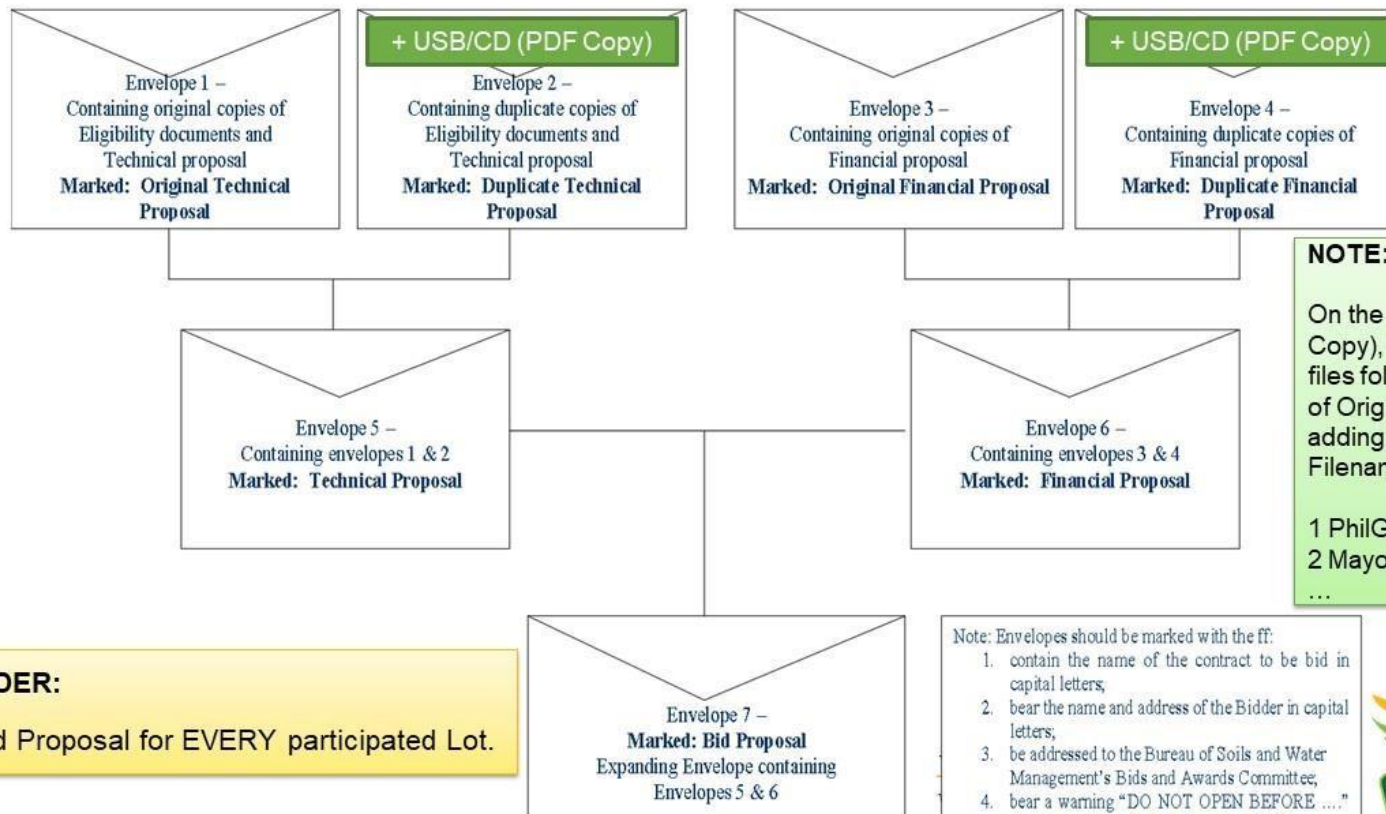 + USB/CD (PDF Copy)
+ USB/CD (PDF Copy)
Envelope 1 –
Containing original copies of
Eligibility documents and
Technical proposal
Marked: Original Technical
Proposal
Envelope 2 –
Containing duplicate copies of
Eligibility documents and
Technical proposal
Marked: Duplicate Technical
Proposal
Envelope 3 –
Containing original copies of
Financial proposal
Marked: Original Financial Proposal
Envelope 4 –
Containing duplicate copies of
Financial proposal
Marked: Duplicate Financial
Proposal
NOTE:
On the
Copy),
files fol
of Orig
adding
Filenar
1 PhilG
2 Mayo
...
Envelope 5 –
Containing envelopes 1 & 2
Marked: Technical Proposal
Envelope 6 –
Containing envelopes 3 & 4
Marked: Financial Proposal
DER:
d Proposal for EVERY participated Lot.
Envelope 7 –
Marked: Bid Proposal
Expanding Envelope containing
Envelopes 5 & 6
Note: Envelopes should be marked with the ff:
1. contain the name of the contract to be bid in
capital letters;
2. bear the name and address of the Bidder in capital
letters;
3. be addressed to the Bureau of Soils and Water
Management's Bids and Awards Committee;
4. bear a warning "DO NOT OPEN BEFORE …."